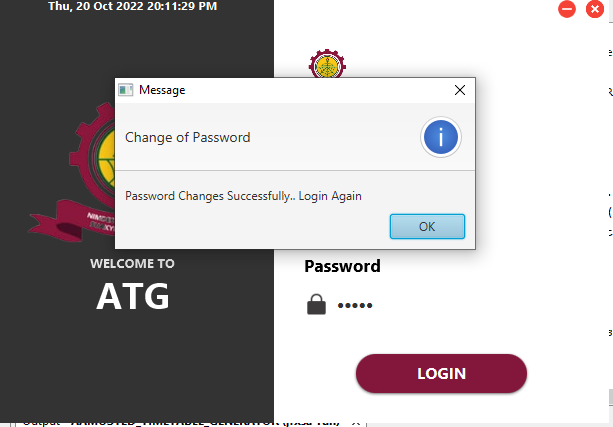 Thu, 20 Oct 2022 20:11:29 PM
Message
Change of Password
i
Password Changes Successfully.. Login Again
OK
WELCOME TO
ATG
Password
LOGIN